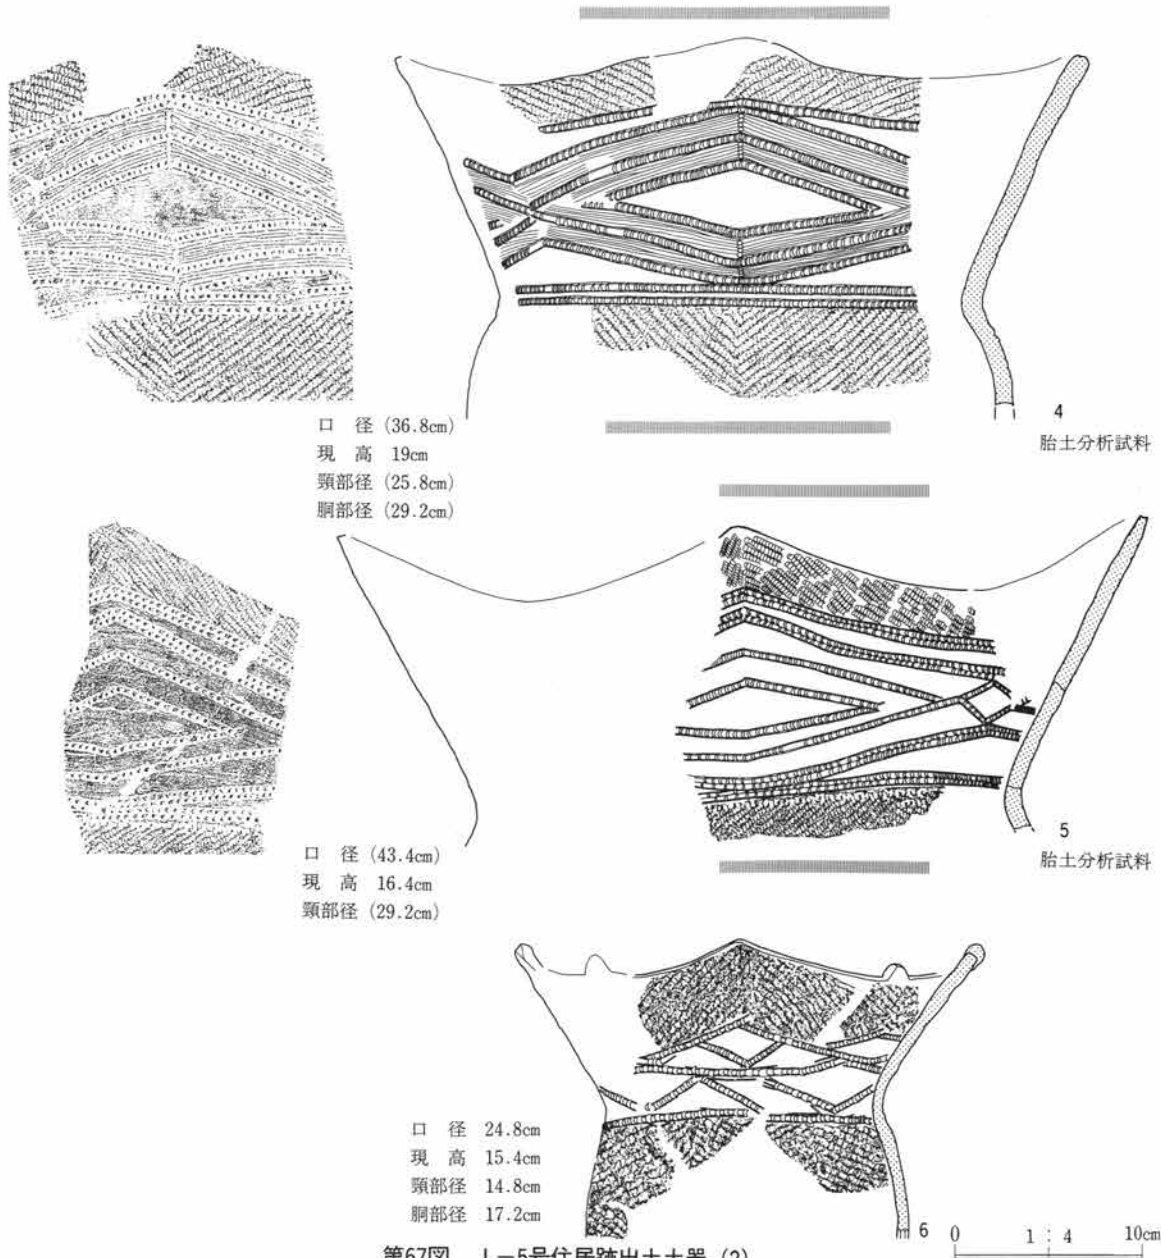 口　径 (36.8cm)
現　高 19cm
頸部径 (25.8cm)
胴部径 (29.2cm)
4
胎土分析試料
口　径 (43.4cm)
現　高 16.4cm
頸部径 (29.2cm)
5
胎土分析試料
口　径 24.8cm
現　高 15.4cm
頸部径 14.8cm
胴部径 17.2cm
6
0　1：4　10cm
第67図　J－5号住居跡出土土器 (2)